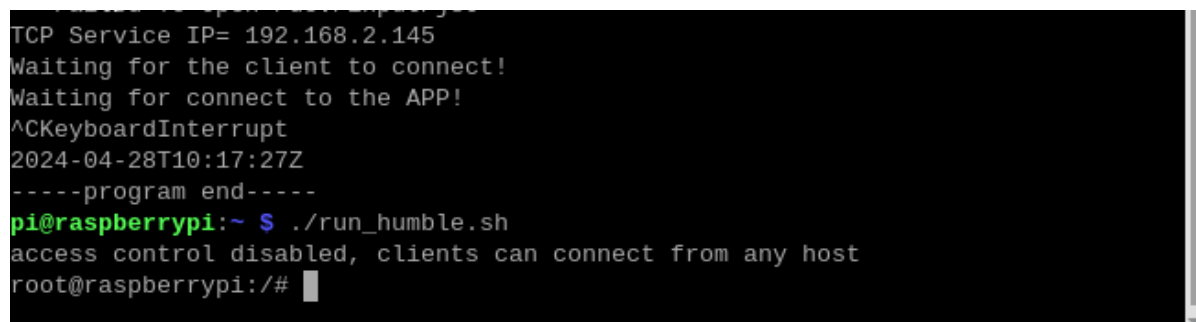 TCP Service IP= 192.168.2.145
Waiting for the client to connect!
Waiting for connect to the APP!
^CKeyboardInterrupt
2024-04-28T10:17:27Z
-----program end-----
pi@raspberrypi:~ $ ./run_humble.sh
access control disabled, clients can connect from any host
root@raspberrypi:/#